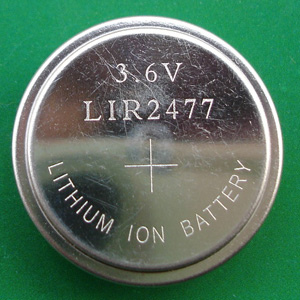 3.6V
LIR2477
+
LITHIUM ION BATTERY